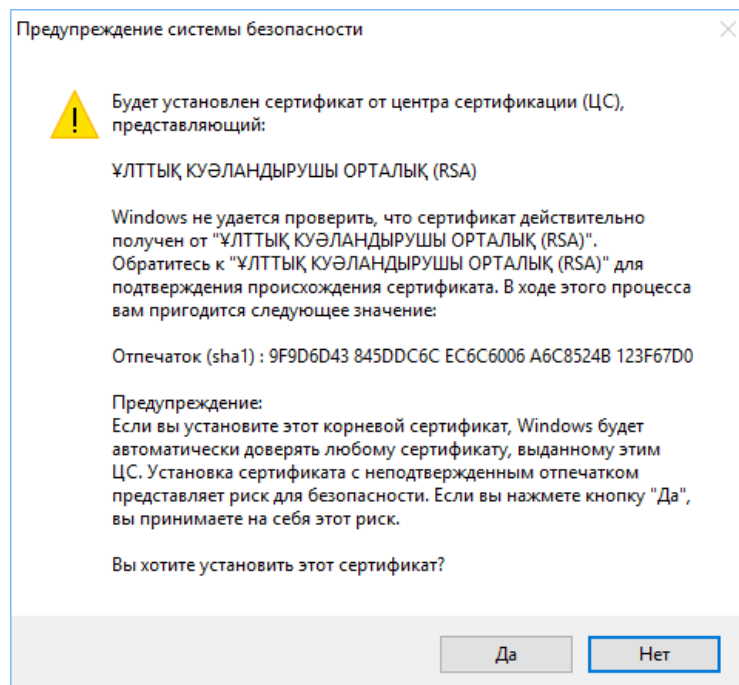 Предупреждение системы безопасности
Будет установлен сертификат от центра сертификации (ЦС),
представляющий:
ҰЛТТЫҚ КУӘЛАНДЫРУШЫ ОРТАЛЫҚ (RSA)
Windows не удается проверить, что сертификат действительно
получен от "ҰЛТТЫҚ КУӘЛАНДЫРУШЫ ОРТАЛЫҚ (RSA)".
Обратитесь к "ҰЛТТЫҚ КУӘЛАНДЫРУШЫ ОРТАЛЫҚ (RSA)" для
подтверждения происхождения сертификата. В ходе этого процесса
вам пригодится следующее значение:
Отпечаток (sha1) : 9F9D6D43 845DDC6C EC6C6006 A6C8524B 123F67D0
Предупреждение:
Если вы установите этот корневой сертификат, Windows будет
автоматически доверять любому сертификату, выданному этим
ЦС. Установка сертификата с неподтвержденным отпечатком
представляет риск для безопасности. Если вы нажмете кнопку "Да",
вы принимаете на себя этот риск.
Вы хотите установить этот сертификат?
Да
Нет